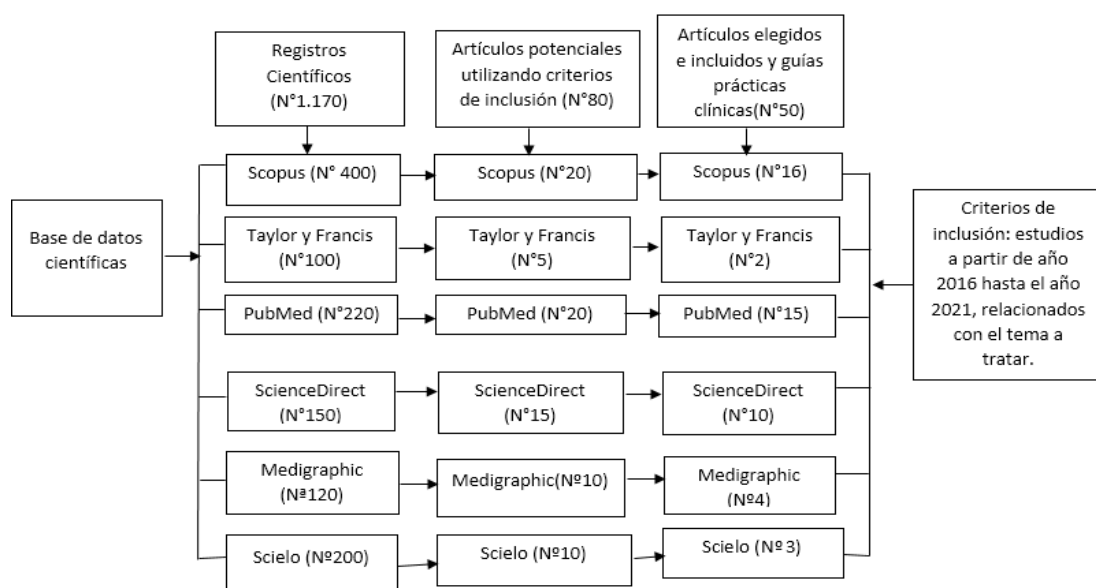 Registros
Científicos
(N°1.170)
Artículos potenciales
utilizando criterios
de inclusión (N°80)
Artículos elegidos
e incluidos y guías
prácticas
clínicas(N°50)
Base de datos
científicas
Scopus (N° 400)
Scopus (N°20)
Scopus (N°16)
Taylor y Francis
(N°100)
Taylor y Francis
(N°5)
Taylor y Francis
(N°2)
PubMed (N°220)
PubMed (N°20)
PubMed (N°15)
ScienceDirect
(N°150)
ScienceDirect
(N°15)
ScienceDirect
(N°10)
Medigraphic
(Nª120)
Medigraphic(Nº10)
Medigraphic
(Nº4)
Scielo (Nº200)
Scielo (Nº10)
Scielo (Nº 3)
Criterios de
inclusión: estudios
a partir de año
2016 hasta el año
2021, relacionados
con el tema a
tratar.